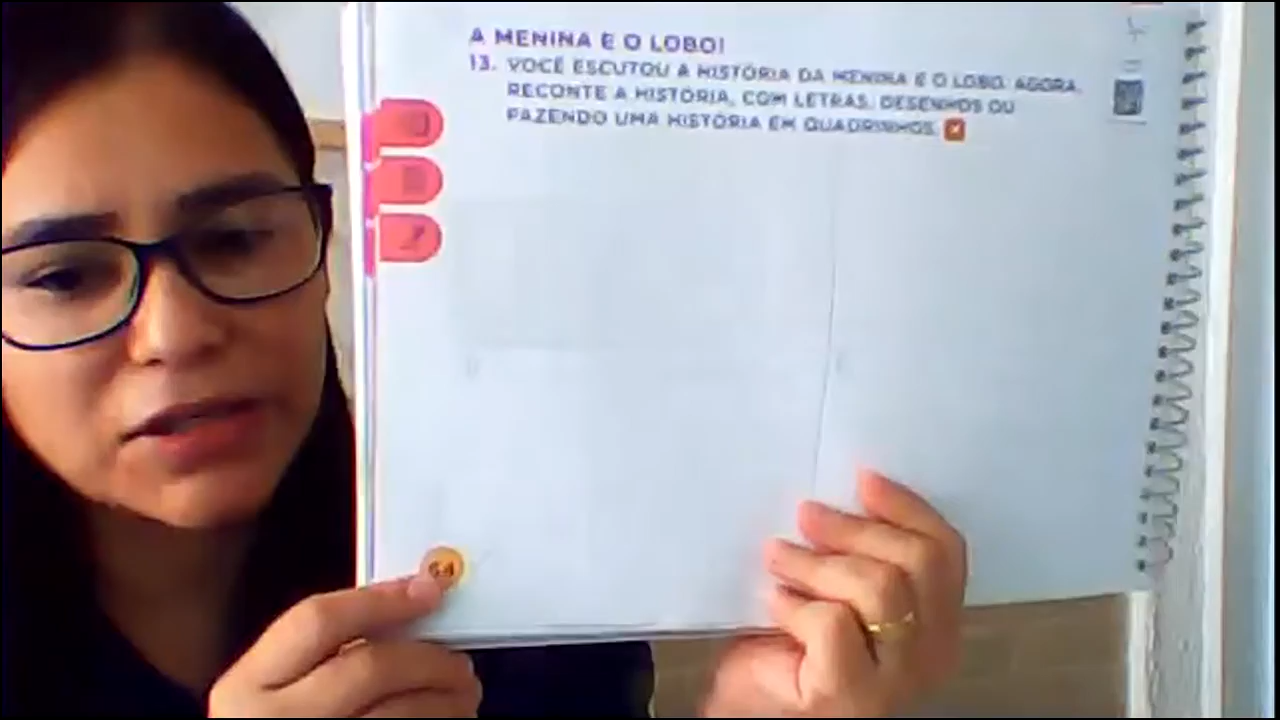 A MENINA E O LOBO!
13. VOCÊ ESCUTOU A HISTÓRIA DA MENINA E O LOBO. AGORA,
RECONTE A HISTÓRIA, COM LETRAS, DESENHOS OU
FAZENDO UMA HISTÓRIA EM QUADRINHOS.
64